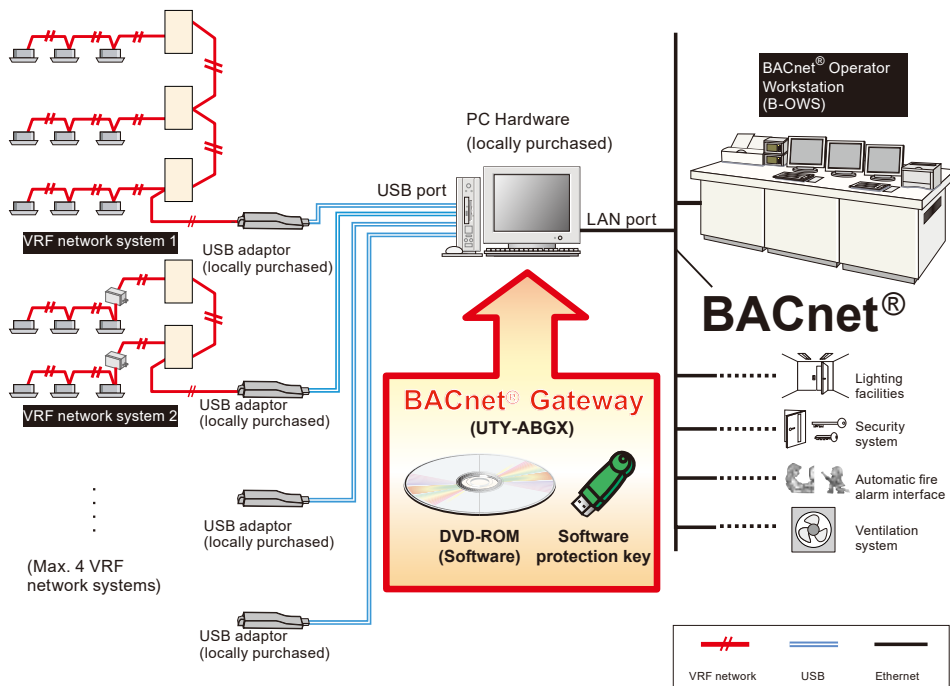 BACnet® Operator
Workstation
(B-OWS)
PC Hardware
(locally purchased)
USB port
LAN port
VRF network system 1
USB adaptor
(locally purchased)
BACnet®
VRF network system 2
USB adaptor
(locally purchased)
BACnet® Gateway
(UTY-ABGX)
DVD-ROM
(Software)
Software
protection key
Lighting
facilities
Security
system
Automatic fire
alarm interface
Ventilation
system
USB adaptor
(locally purchased)
(Max. 4 VRF
network systems)
USB adaptor
(locally purchased)
VRF network
USB
Ethernet